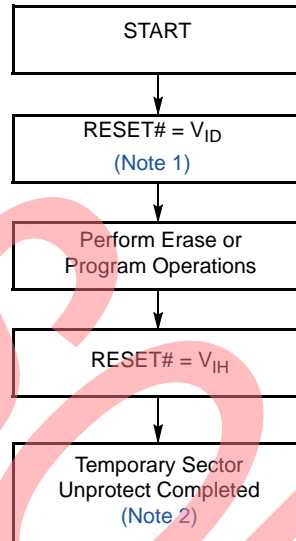 START
RESET# = VID
(Note 1)
Perform Erase or
Program Operations
RESET# = VIH
Temporary Sector
Unprotect Completed
(Note 2)